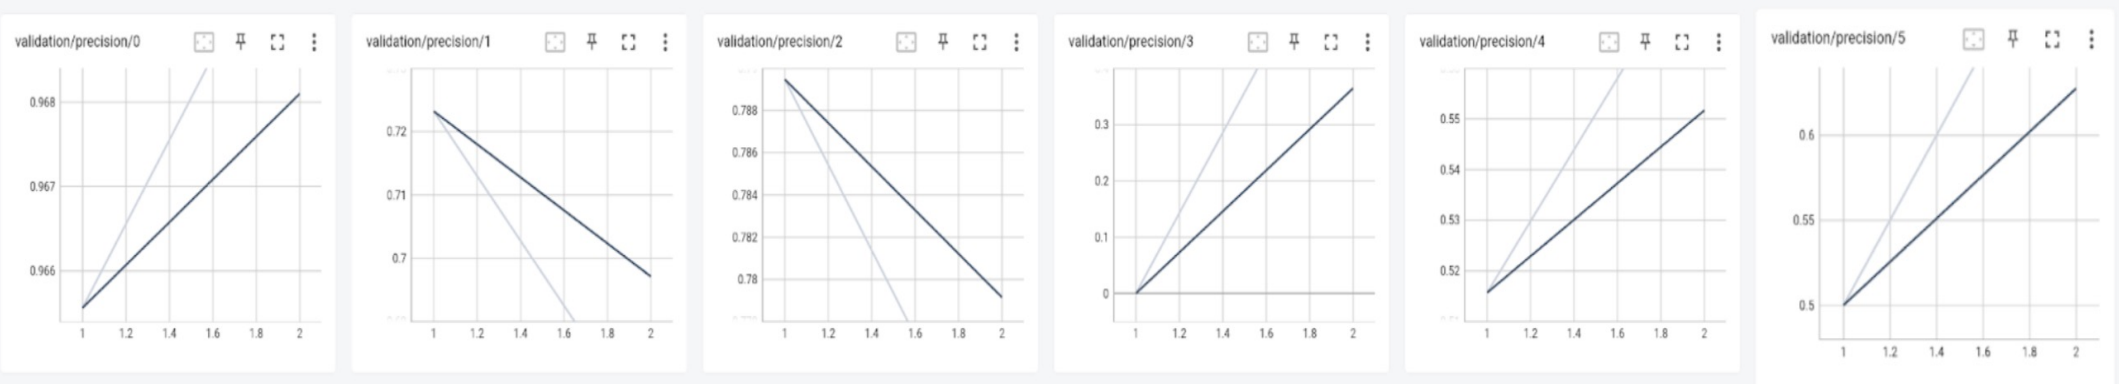 validation/precision/0
0.968
0.967
0.966
1 1.2 1.4 1.6 1.8 2
validation/precision/1
0.72
0.71
0.7
1 1.2 1.4 1.6 1.8 2
validation/precision/2
0.788
0.786
0.784
0.782
0.78
1 1.2 1.4 1.6 1.8 2
validation/precision/3
0.3
0.2
0.1
0
1 1.2 1.4 1.6 1.8 2
validation/precision/4
0.55
0.54
0.53
0.52
1 1.2 1.4 1.6 1.8 2
validation/precision/5
0.6
0.55
0.5
1 1.2 1.4 1.6 1.8 2